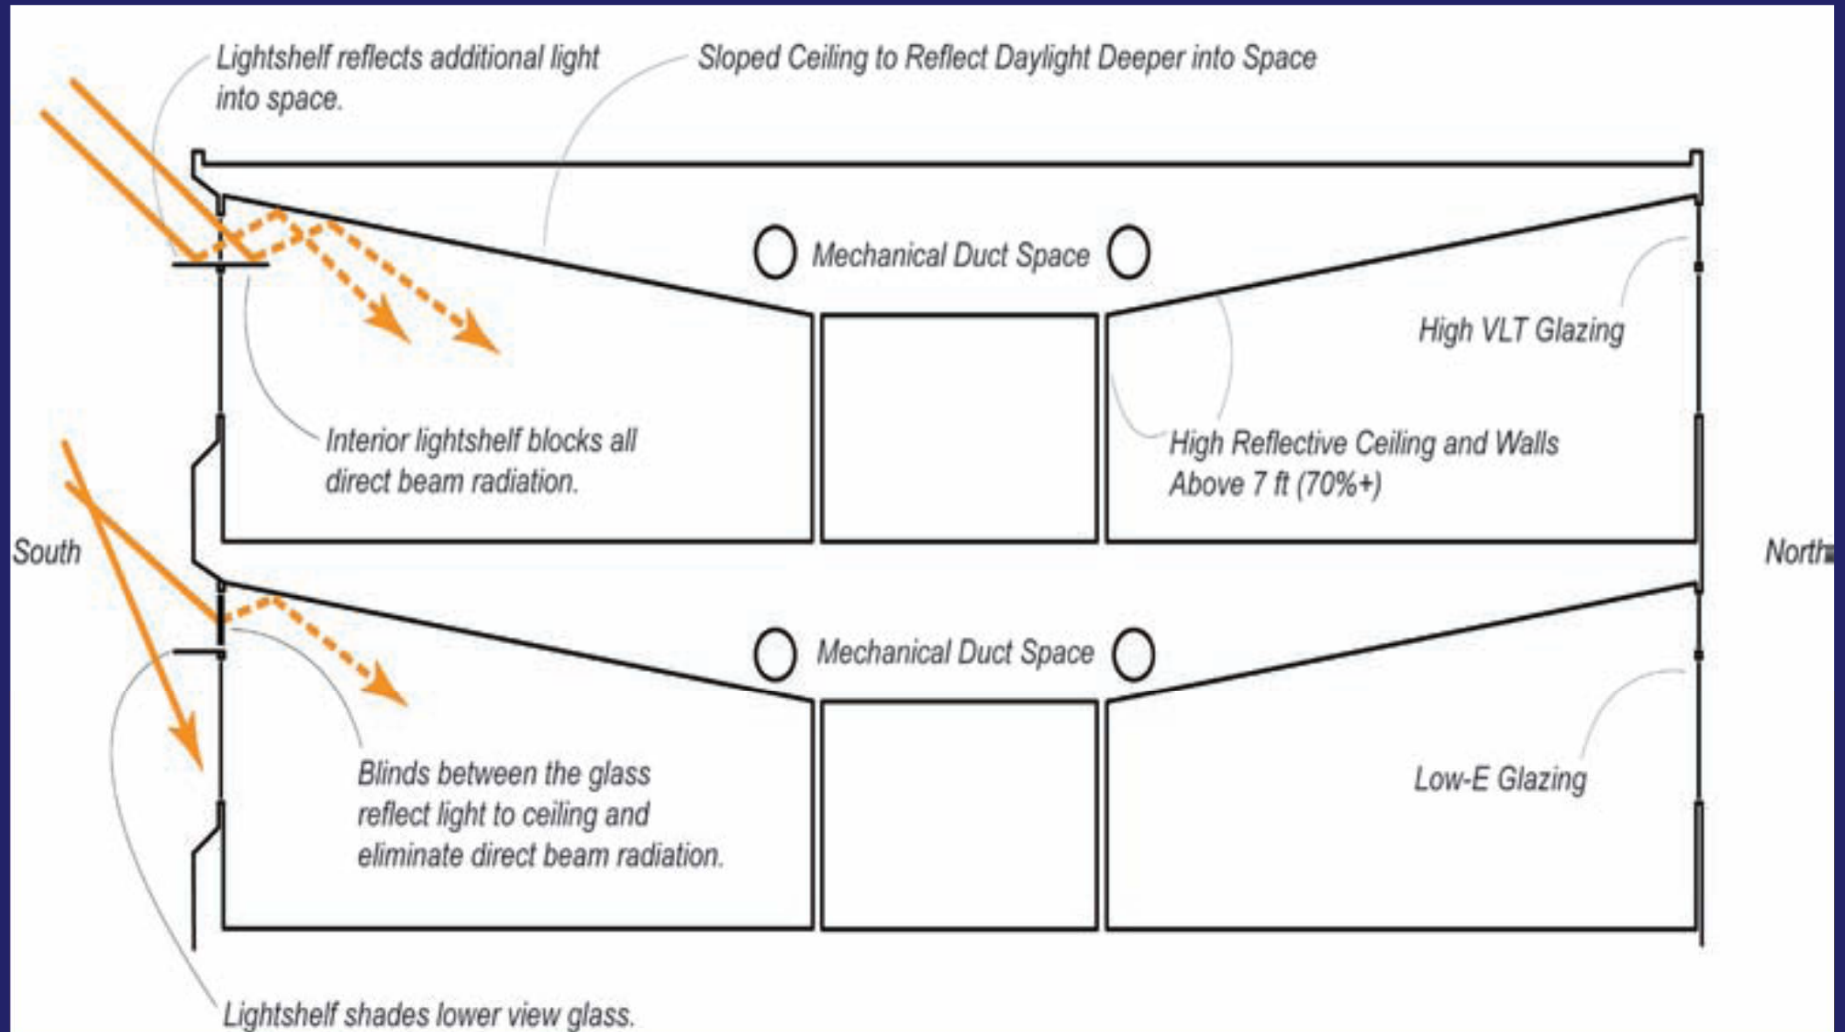 Lightshelf reflects additional light
into space.
Sloped Ceiling to Reflect Daylight Deeper into Space
Mechanical Duct Space
High VLT Glazing
Interior lightshelf blocks all
direct beam radiation.
High Reflective Ceiling and Walls
Above 7 ft (70%+)
South
North
Mechanical Duct Space
Blinds between the glass
reflect light to ceiling and
eliminate direct beam radiation.
Low-E Glazing
Lightshelf shades lower view glass.